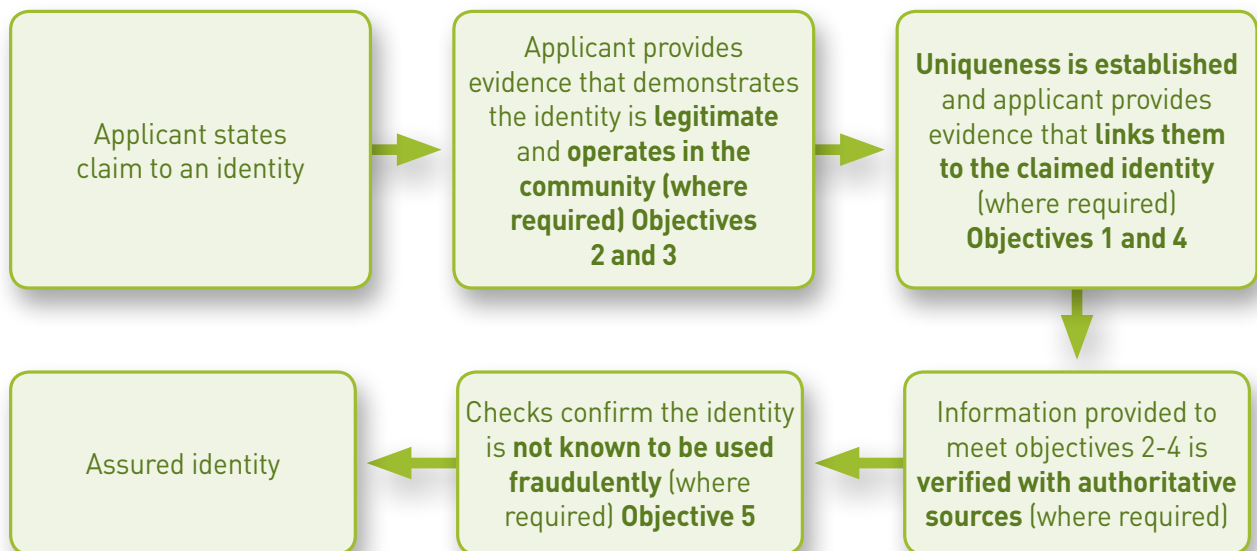 Applicant states
claim to an identity
Applicant provides
evidence that demonstrates
the identity is legitimate
and operates in the
community (where
required) Objectives
2 and 3
Uniqueness is established
and applicant provides
evidence that links them
to the claimed identity
(where required)
Objectives 1 and 4
Information provided to
meet objectives 2-4 is
verified with authoritative
sources (where required)
Checks confirm the identity
is not known to be used
fraudulently (where
required) Objective 5
Assured identity